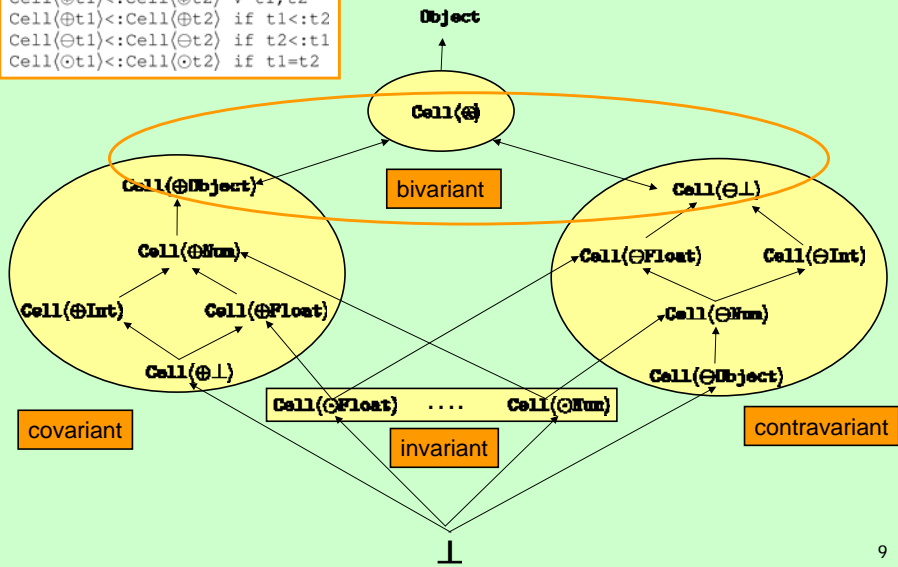 Cell⟨⊕t1⟩<:Cell⟨⊕t2⟩ if t1<:t2
Cell⟨⊖t1⟩<:Cell⟨⊖t2⟩ if t2<:t1
Cell⟨⊙t1⟩<:Cell⟨⊙t2⟩ if t1=t2
Object
Cell⟨⊛⟩
bivariant
Cell⟨⊕Object⟩
Cell⟨⊖⊥⟩
Cell⟨⊕Num⟩
Cell⟨⊖Float⟩
Cell⟨⊖Int⟩
Cell⟨⊕Int⟩
Cell⟨⊕Float⟩
Cell⟨⊖Num⟩
Cell⟨⊕⊥⟩
Cell⟨⊖Object⟩
Cell⟨⊙Float⟩ .... Cell⟨⊙Num⟩
covariant
invariant
contravariant
⊥
9